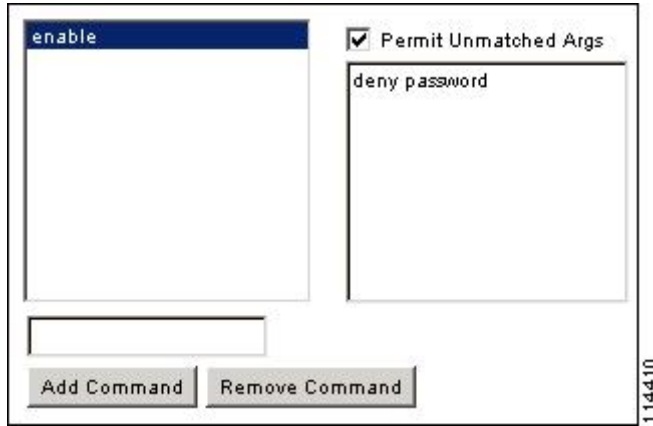 enable
Permit Unmatched Args
deny password
Add Command
Remove Command
114410